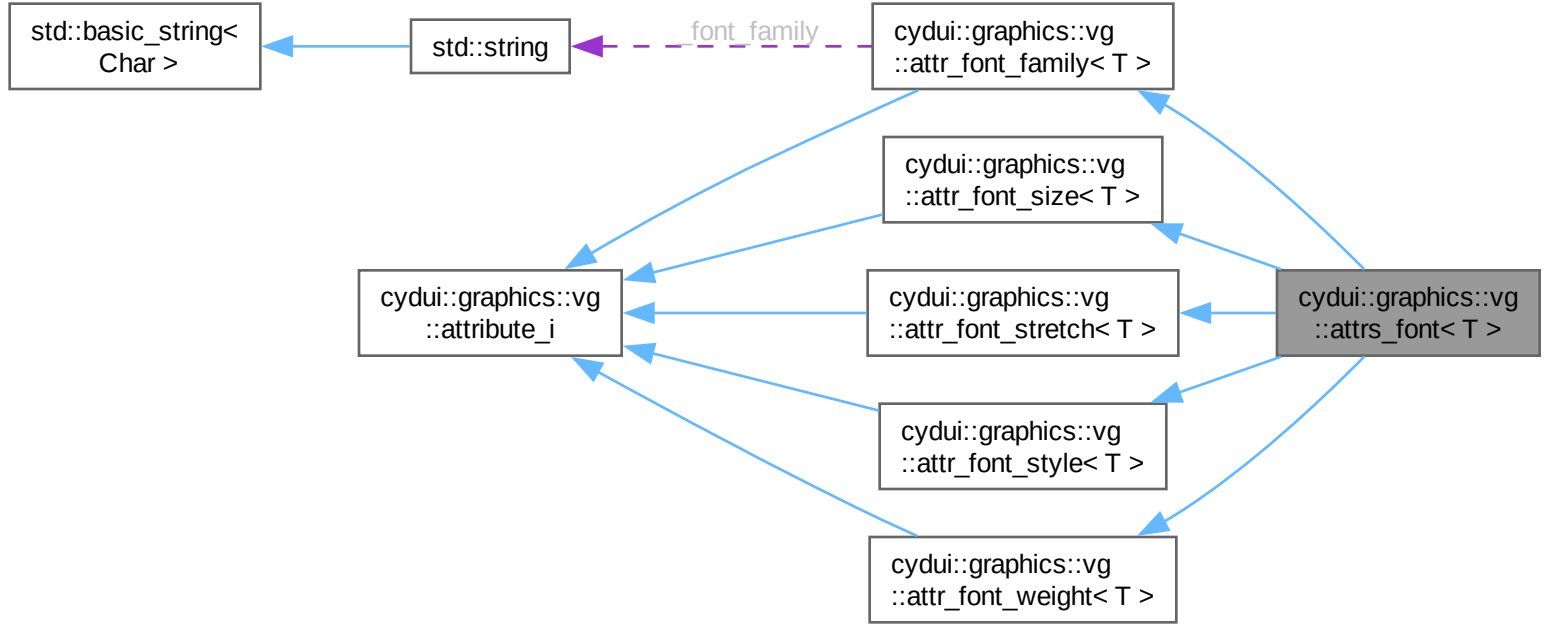 std::basic_string<
Char >
std::string
_font_family
cydui::graphics::vg
::attr_font_family< T >
cydui::graphics::vg
::attr_font_size< T >
cydui::graphics::vg
::attribute_i
cydui::graphics::vg
::attr_font_stretch< T >
cydui::graphics::vg
::attrs_font< T >
cydui::graphics::vg
::attr_font_style< T >
cydui::graphics::vg
::attr_font_weight< T >